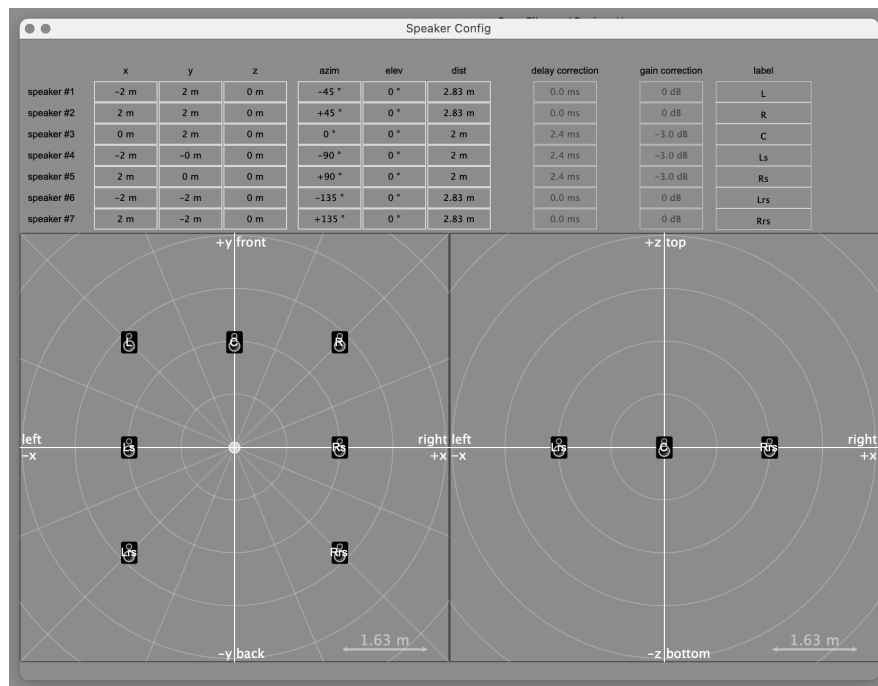 Speaker Config
x y z azim elev dist delay correction gain correction label
speaker #1 −2 m 2 m 0 m −45 ° 0 ° 2.83 m 0.0 ms 0 dB L
speaker #2 2 m 2 m 0 m +45 ° 0 ° 2.83 m 0.0 ms 0 dB R
speaker #3 0 m 2 m 0 m 0 ° 0 ° 2 m 2.4 ms −3.0 dB C
speaker #4 −2 m −0 m 0 m −90 ° 0 ° 2 m 2.4 ms −3.0 dB Ls
speaker #5 2 m 0 m 0 m +90 ° 0 ° 2 m 2.4 ms −3.0 dB Rs
speaker #6 −2 m −2 m 0 m −135 ° 0 ° 2.83 m 0.0 ms 0 dB Lrs
speaker #7 2 m −2 m 0 m +135 ° 0 ° 2.83 m 0.0 ms 0 dB Rrs
+y front
L C R
left right
Ls Rs
−x +x
Lrs Rrs
1.63 m
−y back
+z top
left right
Lrs C Rrs
−x +x
1.63 m
−z bottom